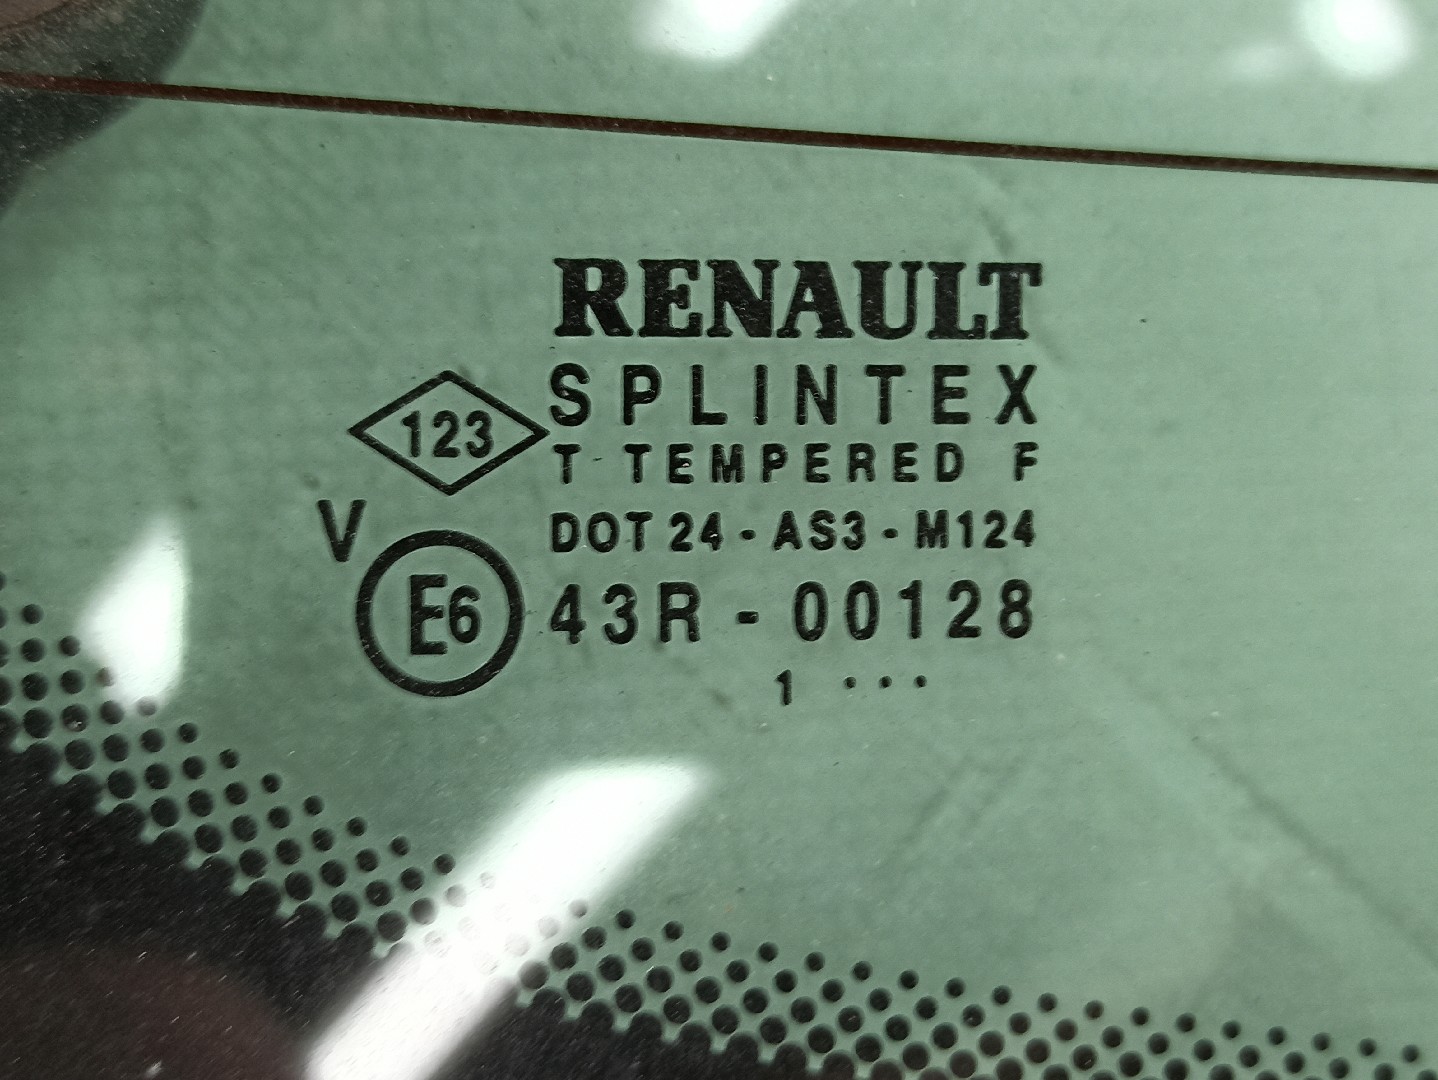 RENAULT
SPLINTEX
123
T TEMPERED F
V
DOT 24 · AS3 · M124
E6
43R - 00128
1 ...